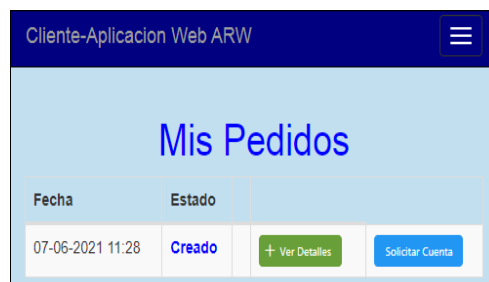 Cliente-Aplicacion Web ARW
Mis Pedidos
Fecha Estado
07-06-2021 11:28 Creado + Ver Detalles Solicitar Cuenta